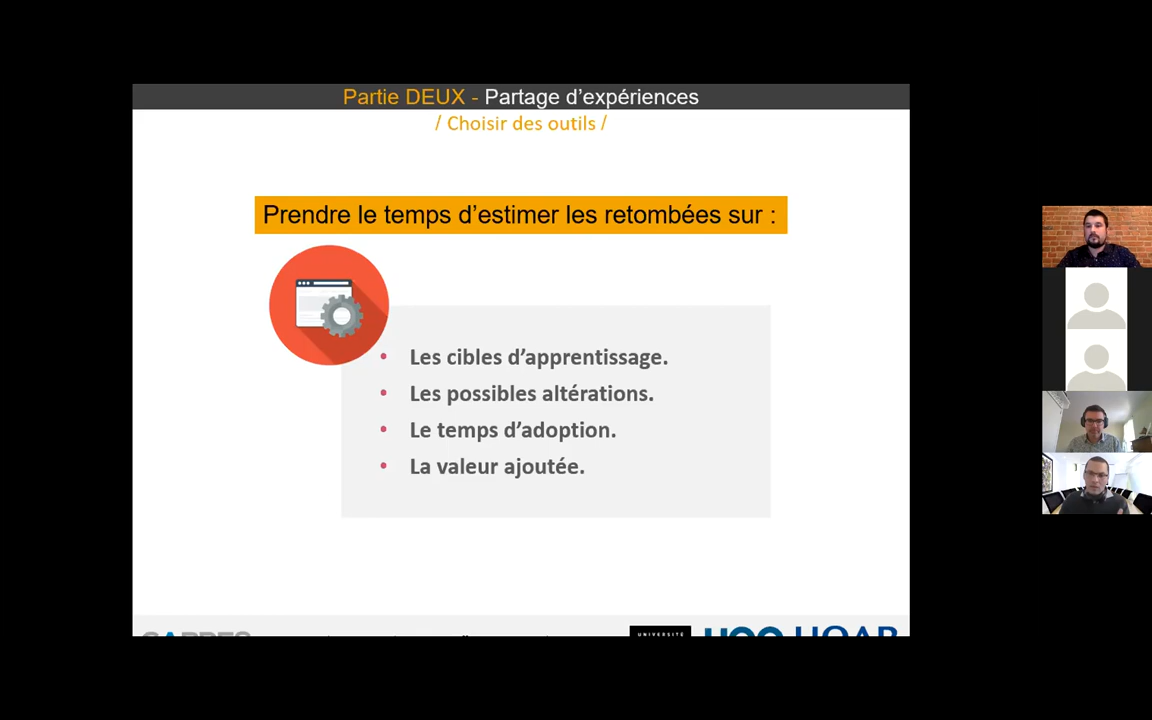 Partie DEUX - Partage d’expériences
/ Choisir des outils /
Prendre le temps d’estimer les retombées sur :
• Les cibles d’apprentissage.
• Les possibles altérations.
• Le temps d’adoption.
• La valeur ajoutée.
UNIVERSITÉ